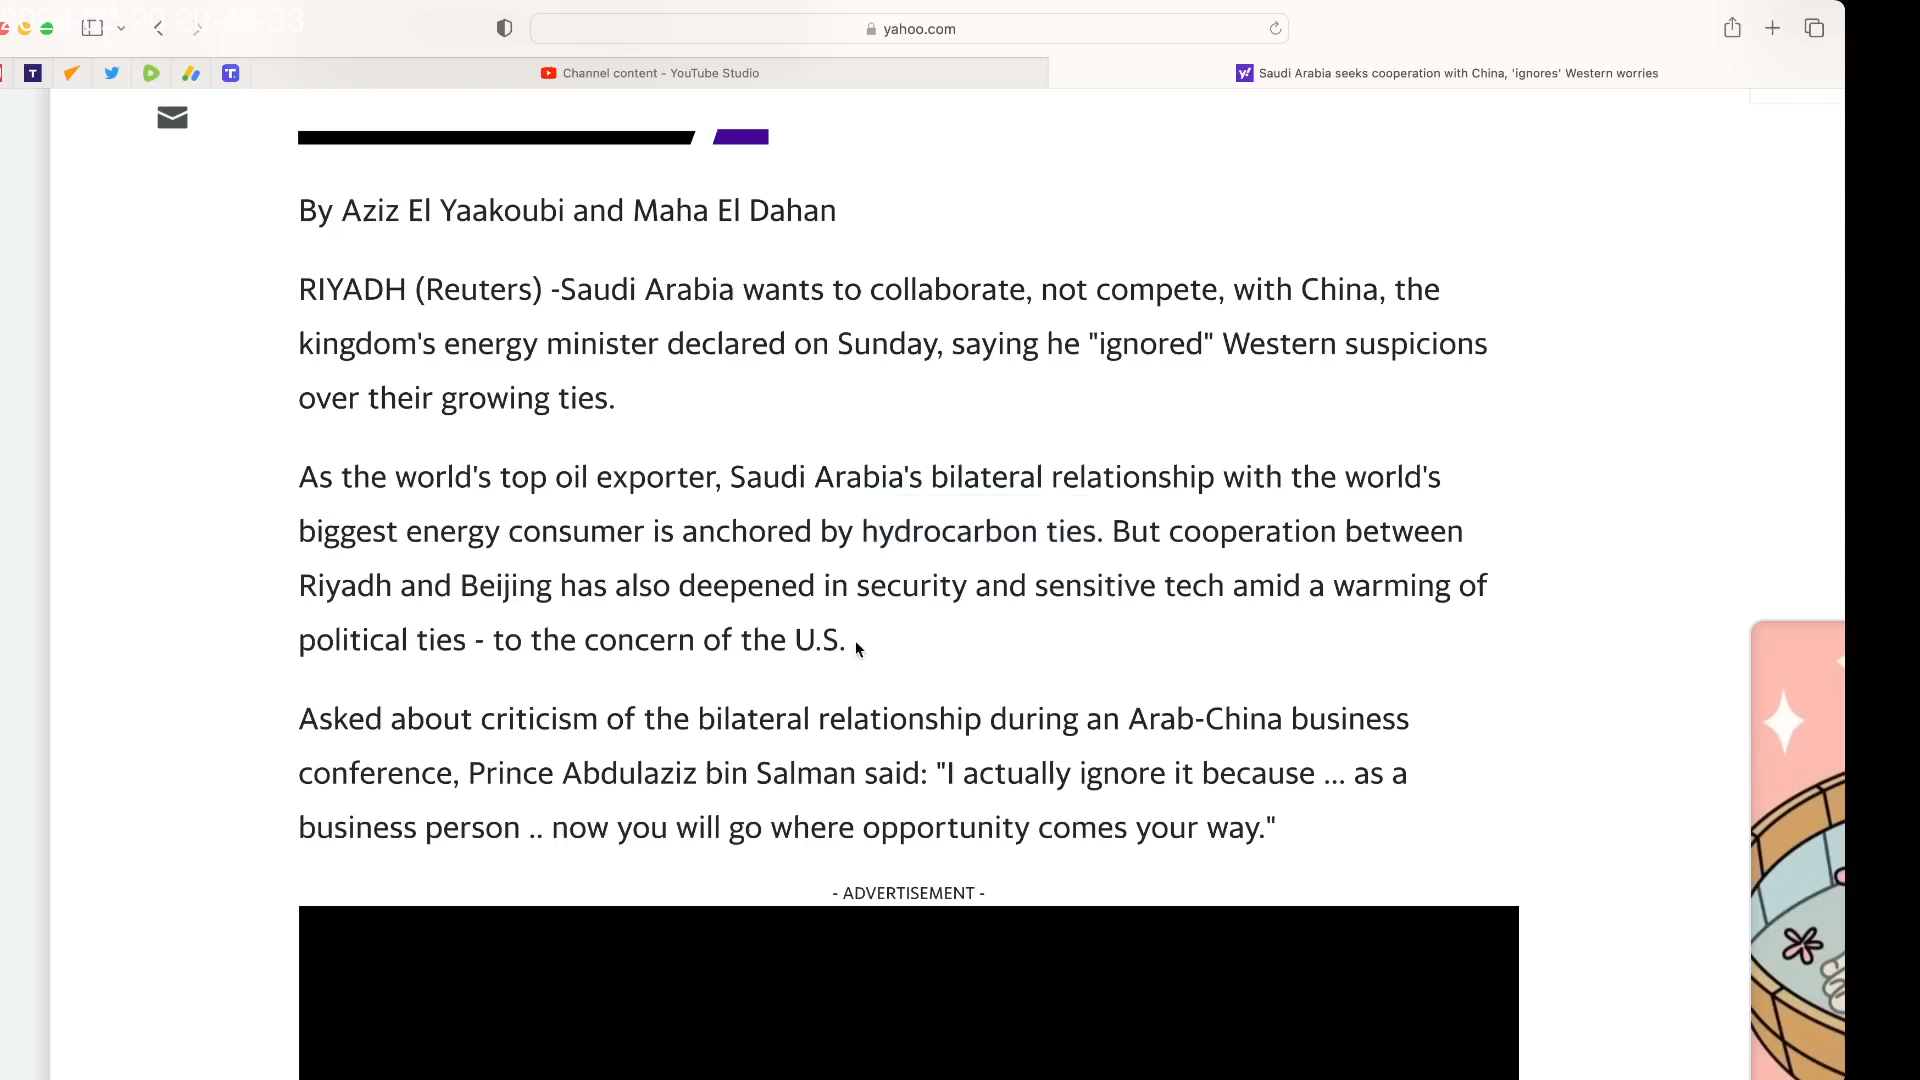 yahoo.com
T
T.
Channel content - YouTube Studio
y! Saudi Arabia seeks cooperation with China, 'ignores' Western worries
By Aziz El Yaakoubi and Maha El Dahan
RIYADH (Reuters) -Saudi Arabia wants to collaborate, not compete, with China, the
kingdom's energy minister declared on Sunday, saying he "ignored" Western suspicions
over their growing ties.
As the world's top oil exporter, Saudi Arabia's bilateral relationship with the world's
biggest energy consumer is anchored by hydrocarbon ties. But cooperation between
Riyadh and Beijing has also deepened in security and sensitive tech amid a warming of
political ties - to the concern of the U.S.
Asked about criticism of the bilateral relationship during an Arab-China business
conference, Prince Abdulaziz bin Salman said: "I actually ignore it because ... as a
business person .. now you will go where opportunity comes your way."
- ADVERTISEMENT -